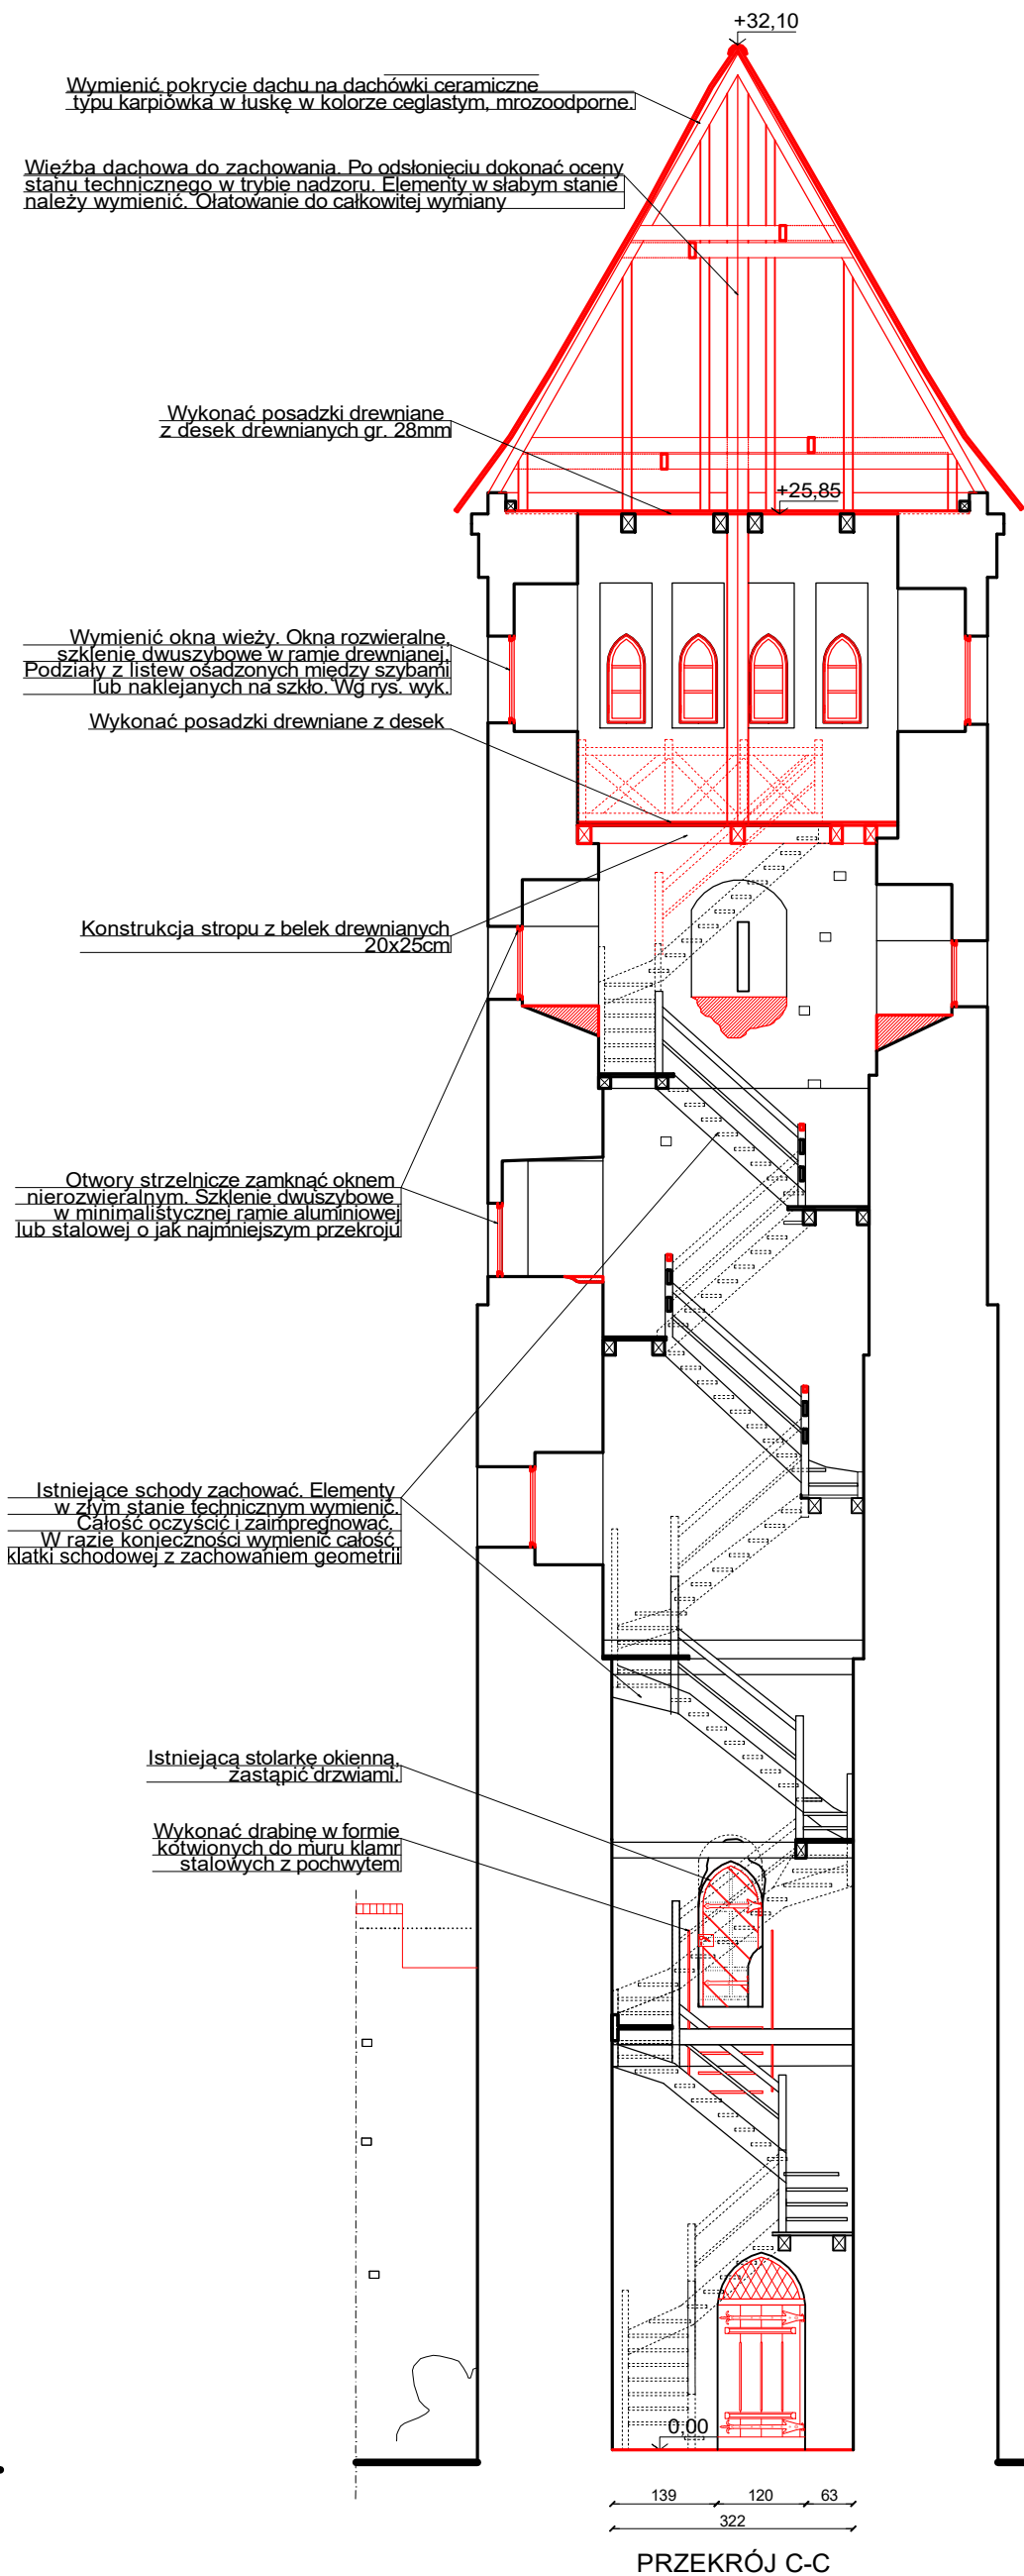 +32,10
Wymienić pokrycie dachu na dachówki ceramiczne
typu karpiówka w łuskę w kolorze ceglastym, mrozoodporne.
Więźba dachowa do zachowania. Po odsłonięciu dokonać oceny
stanu technicznego w trybie nadzoru. Elementy w słabym stanie
należy wymienić. Ołatowanie do całkowitej wymiany
Wykonać posadzki drewniane
z desek drewnianych gr. 28mm
+25,85
Wymienić okna wieży. Okna rozwieralne,
szklenie dwuszybowe w ramie drewnianej,
Podziały z listew osadzonych między szybami
lub naklejanych na szkło. Wg rys. wyk.
Wykonać posadzki drewniane z desek
Konstrukcja stropu z belek drewnianych
20x25cm
Otwory strzelnicze zamknąć oknem
nierozwieralnym. Szklenie dwuszybowe
w minimalistycznej ramie aluminiowej
lub stalowej o jak najmniejszym przekroju
Istniejące schody zachować. Elementy
w złym stanie technicznym wymienić.
Całość oczyścić i zaimpregnować.
W razie konieczności wymienić całość
klatki schodowej z zachowaniem geometrii
Istniejącą stolarkę okienną,
zastąpić drzwiami.
Wykonać drabinę w formie
kotwionych do muru klamr
stalowych z pochwytem
0,00
139 120 63
322
PRZEKRÓJ C-C